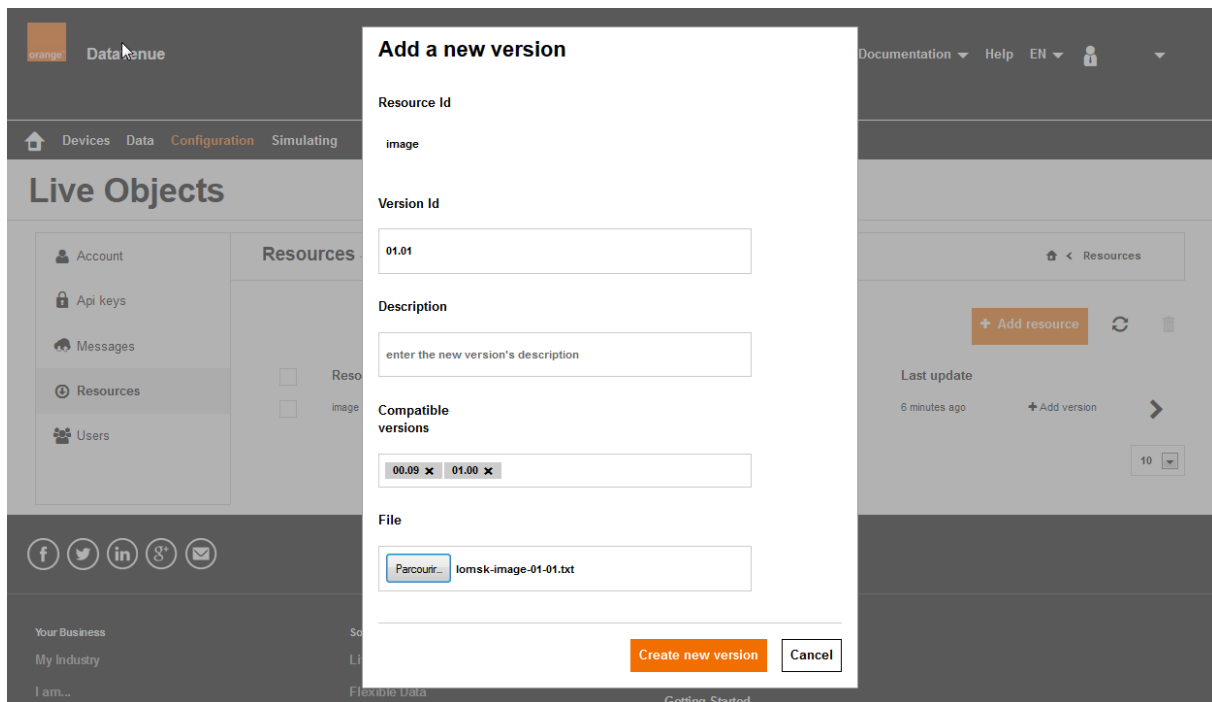 orange™
Datavenue
Documentation
Help
EN
Devices
Data
Configuration
Simulating
Live Objects
Account
Api keys
Messages
Resources
Users
Resources
Resources
+ Add resource
Last update
image
6 minutes ago
+ Add version
10
Add a new version
Resource Id
image
Version Id
01.01
Description
enter the new version's description
Compatible
versions
00.09 ×
01.00 ×
File
Parcourir...
lomsk-image-01-01.txt
Create new version
Cancel
Your Business
My Industry
I am...
Flexible Data
Getting Started